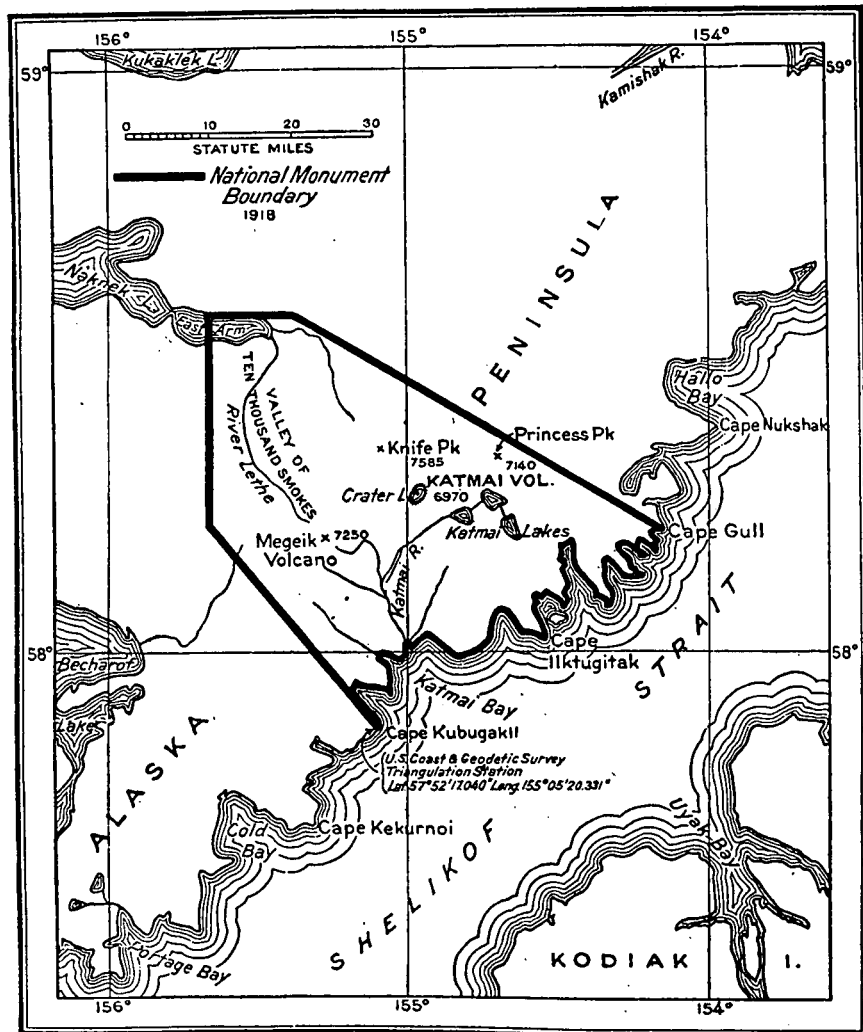 156° 155° 154°
Kukaklek L.
Kamishak R.
59° 59°
0 10 20 30
STATUTE MILES
National Monument
Boundary
1918
PENINSULA
Naknek L.
East Arm
VALLEY OF
TEN THOUSAND SMOKES
River Lethe
Hallo
Bay
Cape Nukshak
Princess Pk
7140
Knife Pk
7585
KATMAI VOL.
6970
Crater L.
Katmai Lakes
Cape Gull
Megeik
Volcano
7250
Katmai R.
58° 58°
Becharof
Lake
Cape
Ilktugitak
STRAIT
Katmai Bay
Cape Kubugakli
U.S. Coast & Geodetic Survey
Triangulation Station
Lat. 57°52'17.040" Long. 155°05'20.331"
ALASKA
Cold
Bay
Cape Kekurnoi
Uyak Bay
SHELIKOF
Portage Bay
KODIAK I.
156° 155° 154°